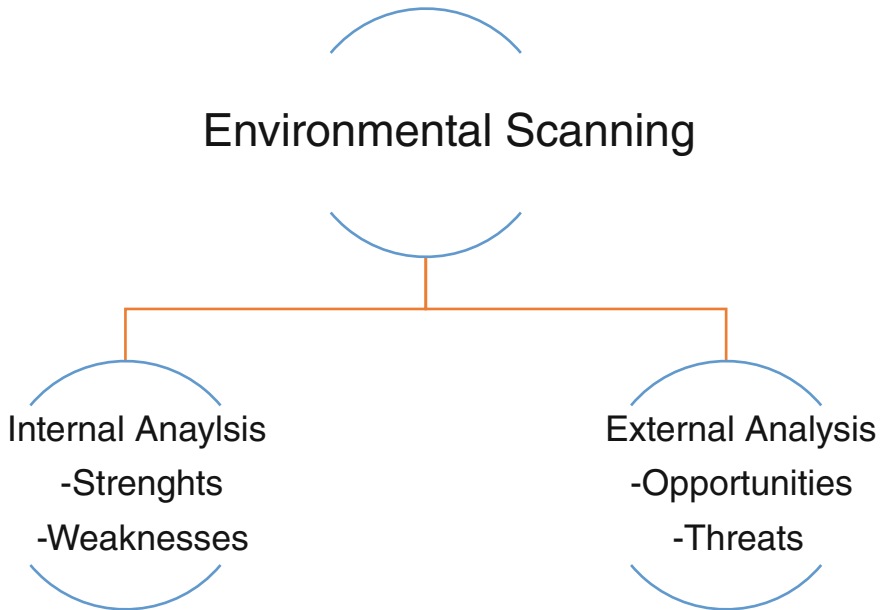 Environmental Scanning
Internal Anaylsis
-Strenghts
-Weaknesses
External Analysis
-Opportunities
-Threats